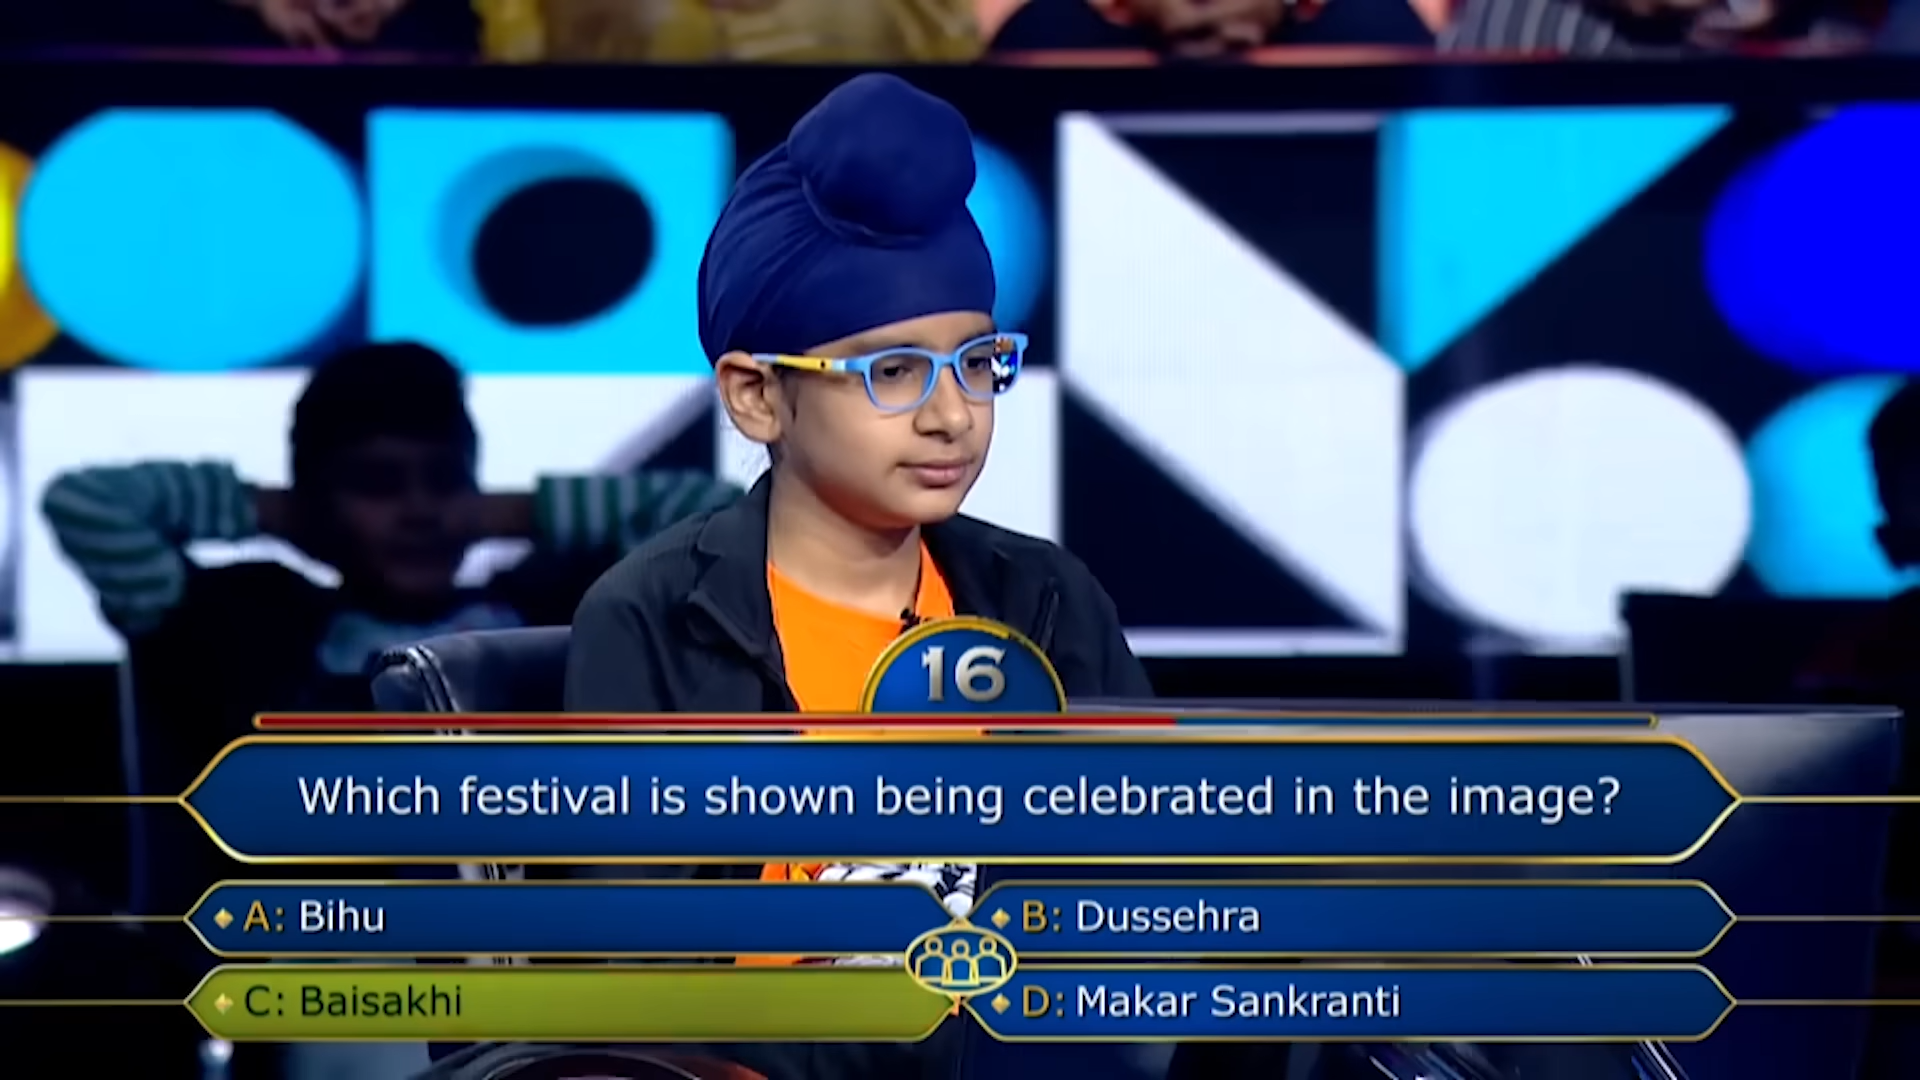 16
Which festival is shown being celebrated in the image?
A: Bihu
B: Dussehra
C: Baisakhi
D: Makar Sankranti